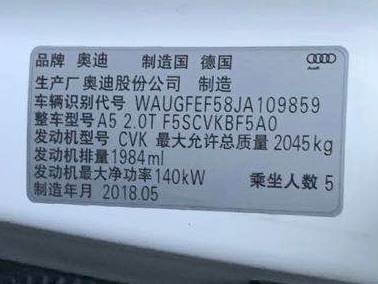 品牌 奥迪 制造国 德国
生产厂 奥迪股份公司 制造
车辆识别代号 WAUGFEF58JA109859
整车型号 A5 2.0T F5SCVKBF5A0
发动机型号 CVK 最大允许总质量 2045kg
发动机排量 1984ml
发动机最大净功率 140kW 乘坐人数 5
制造年月 2018.05